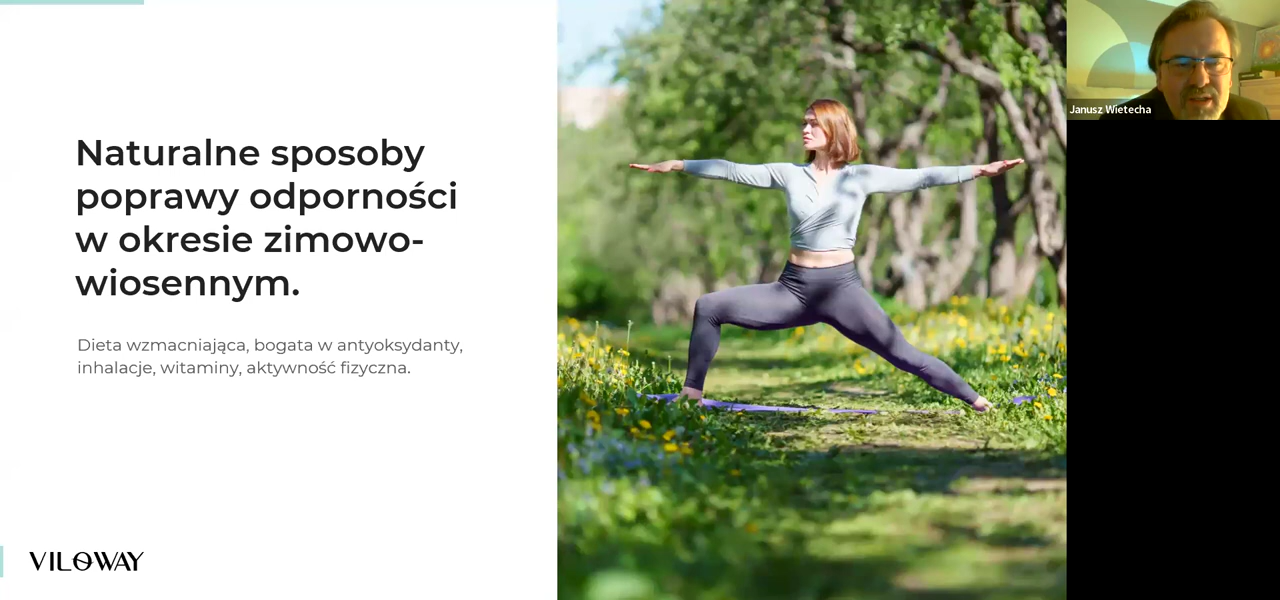 Naturalne sposoby
poprawy odporności
w okresie zimowo-
wiosennym.
Dieta wzmacniająca, bogata w antyoksydanty,
inhalacje, witaminy, aktywność fizyczna.
VILOWAY
Janusz Wietecha